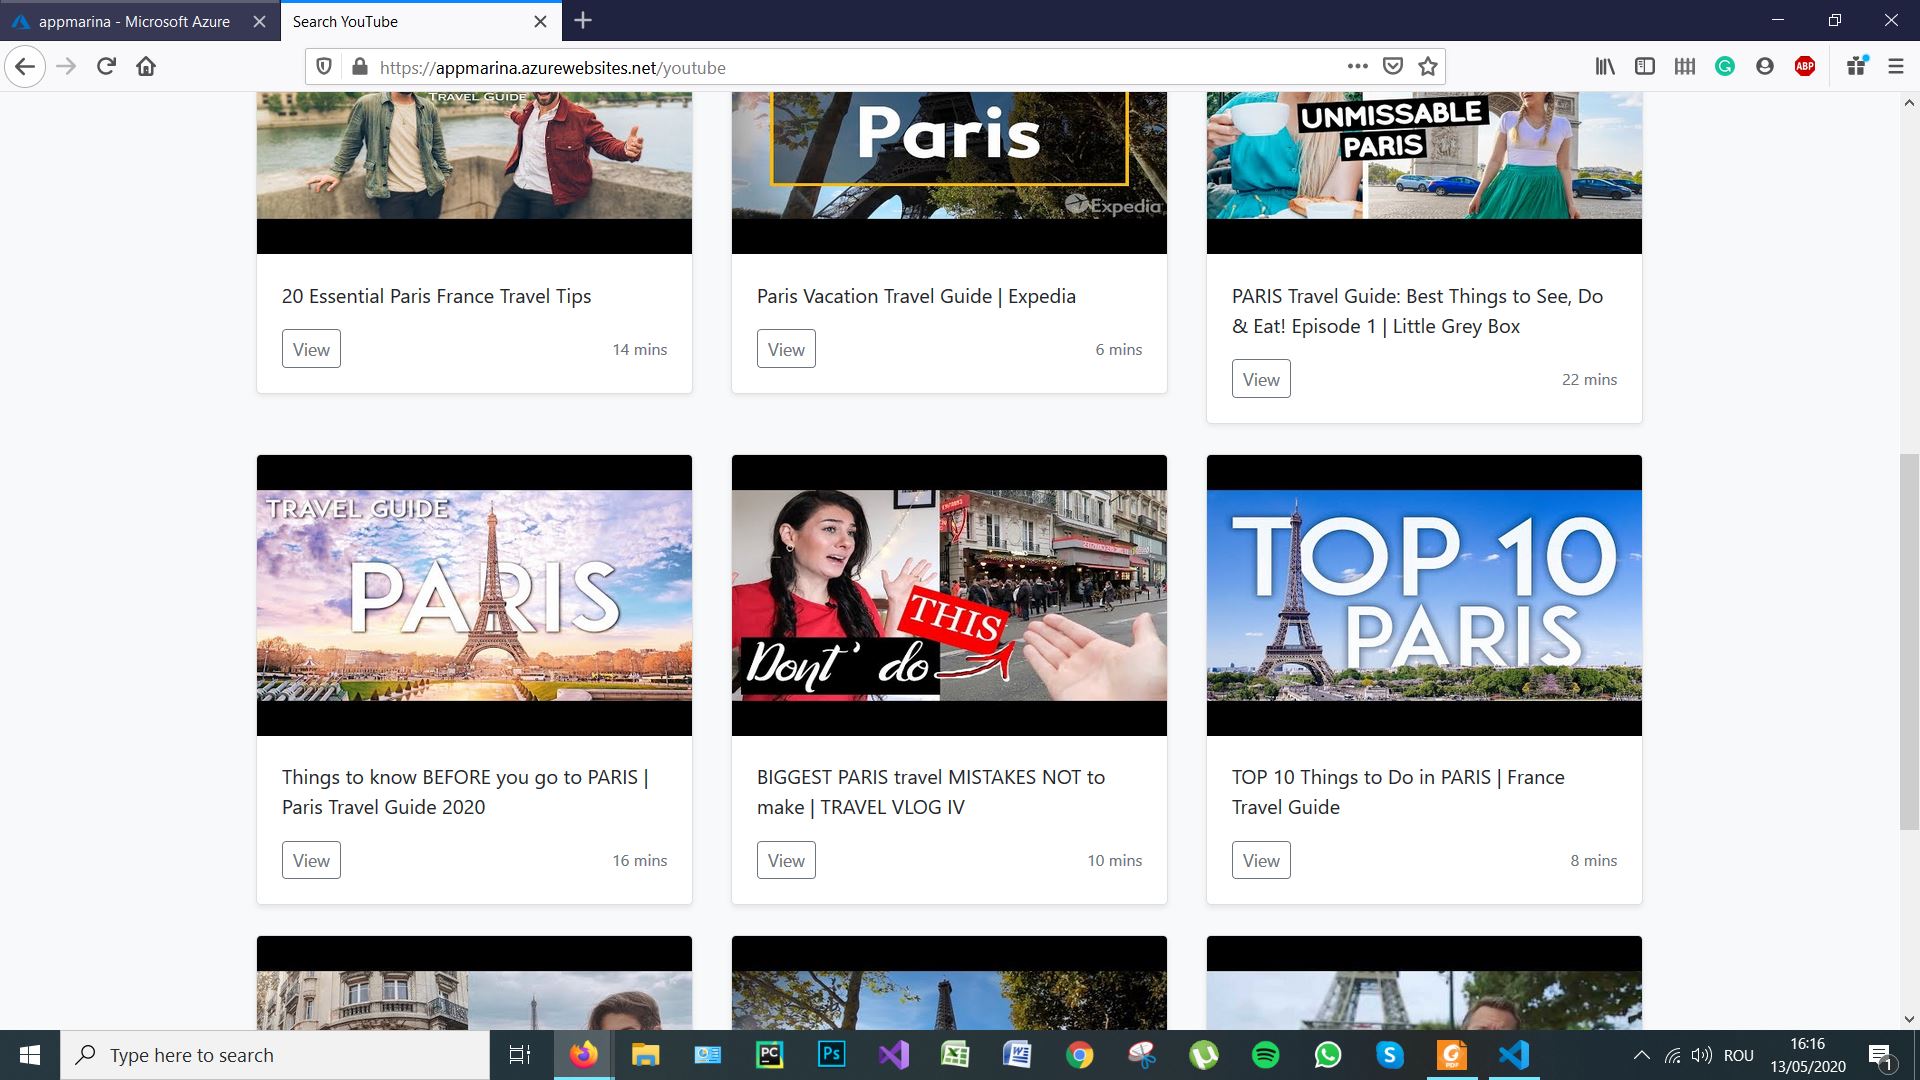 appmarina - Microsoft Azure
Search YouTube
https://appmarina.azurewebsites.net/youtube
ABP
TRAVEL GUIDE
Paris
Expedia
UNMISSABLE
PARIS
20 Essential Paris France Travel Tips
View
14 mins
Paris Vacation Travel Guide | Expedia
View
6 mins
PARIS Travel Guide: Best Things to See, Do
& Eat! Episode 1 | Little Grey Box
View
22 mins
TRAVEL GUIDE
PARIS
THIS
Dont' do
TOP 10
PARIS
Things to know BEFORE you go to PARIS |
Paris Travel Guide 2020
View
16 mins
BIGGEST PARIS travel MISTAKES NOT to
make | TRAVEL VLOG IV
View
10 mins
TOP 10 Things to Do in PARIS | France
Travel Guide
View
8 mins
Type here to search
PC
Ps
PDF
ROU
16:16
13/05/2020
1